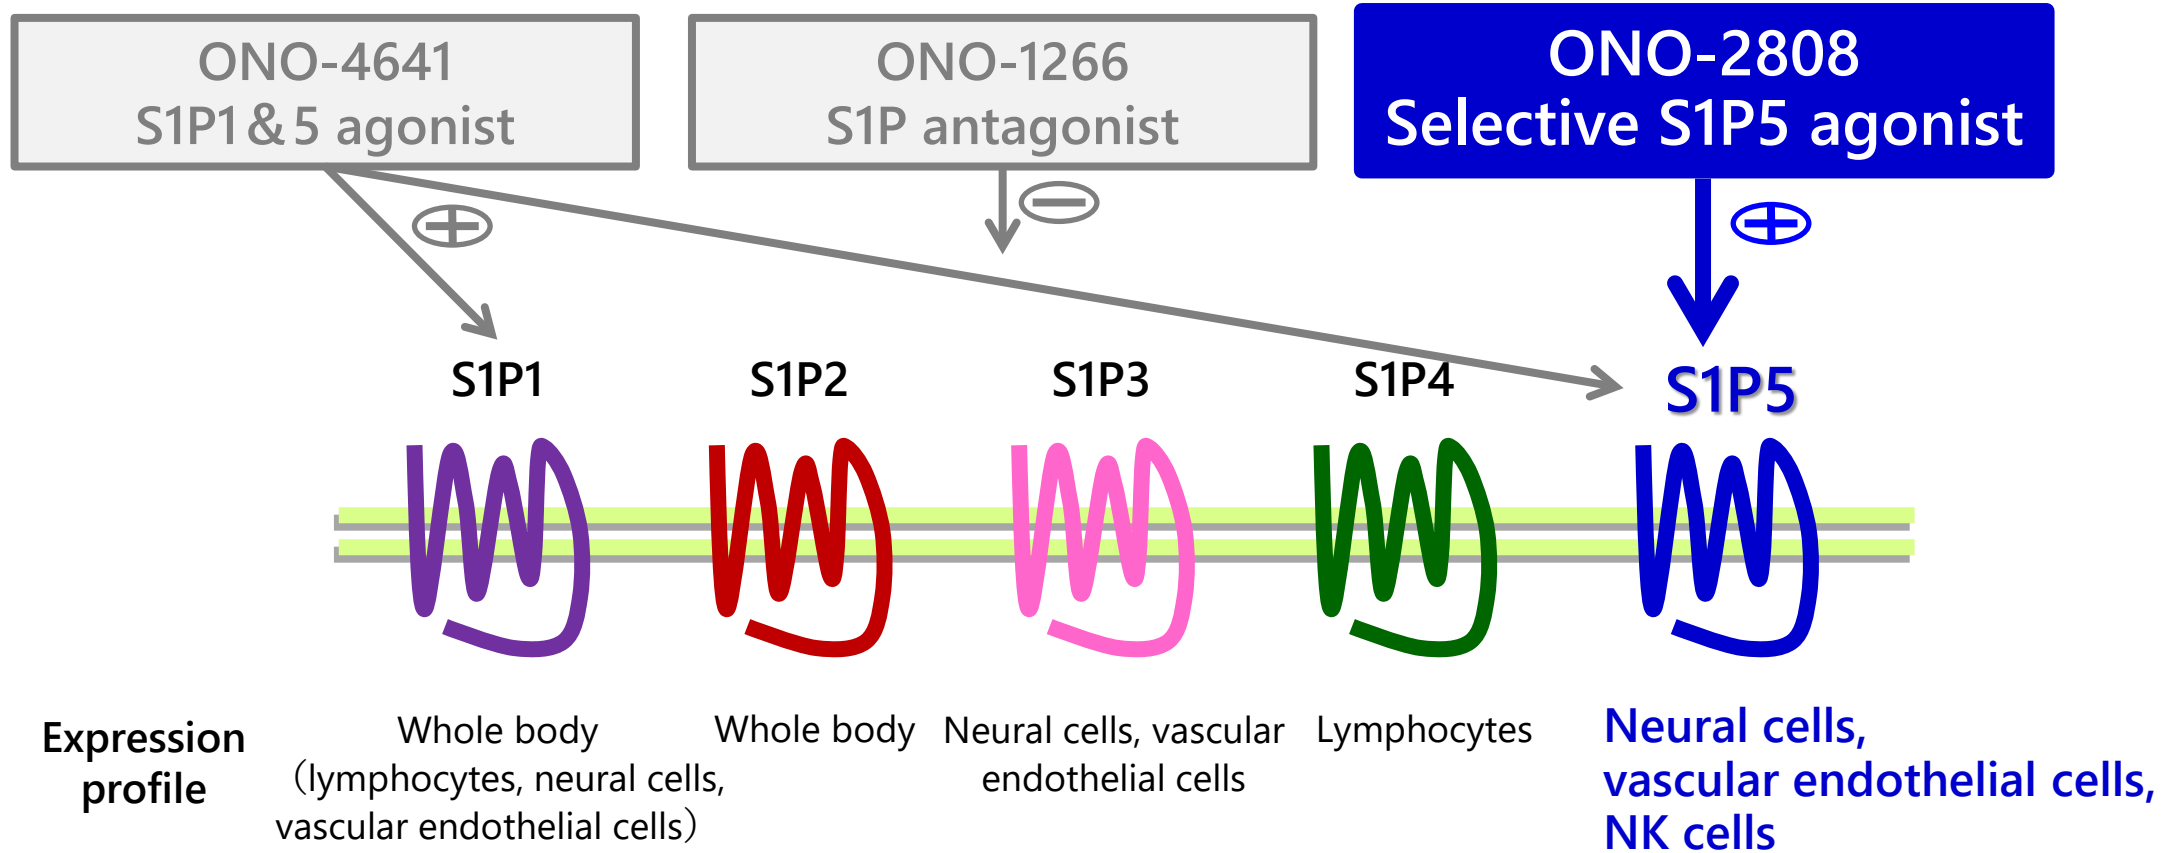 ONO-4641
S1P1＆5 agonist
ONO-1266
S1P antagonist
ONO-2808
Selective S1P5 agonist
S1P1
S1P2
S1P3
S1P4
S1P5
Expression
profile
Whole body
（lymphocytes, neural cells,
vascular endothelial cells）
Whole body
Neural cells, vascular
endothelial cells
Lymphocytes
Neural cells,
vascular endothelial cells,
NK cells